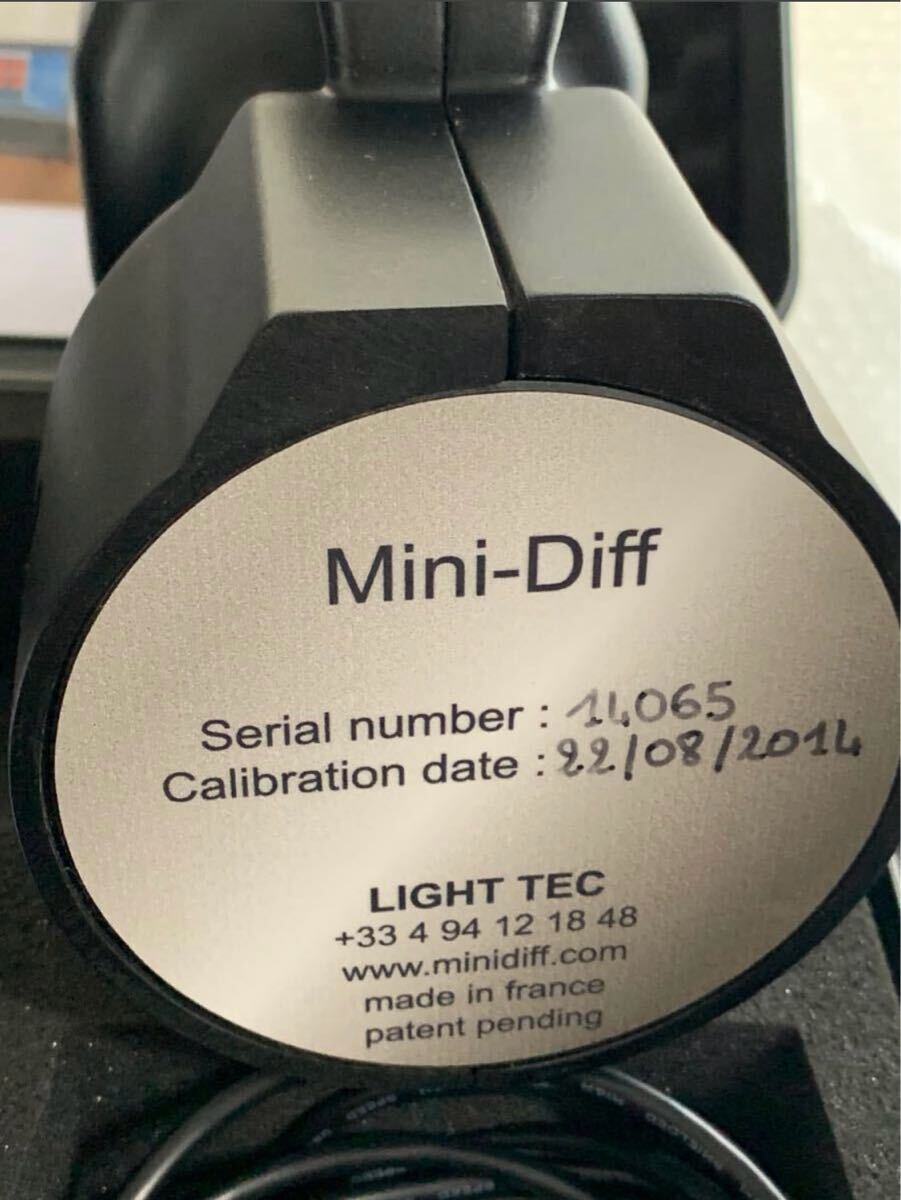 Mini-Diff
Serial number : 14065
Calibration date : 22/08/2014
LIGHT TEC
+33 4 94 12 18 48
www.minidiff.com
made in france
patent pending